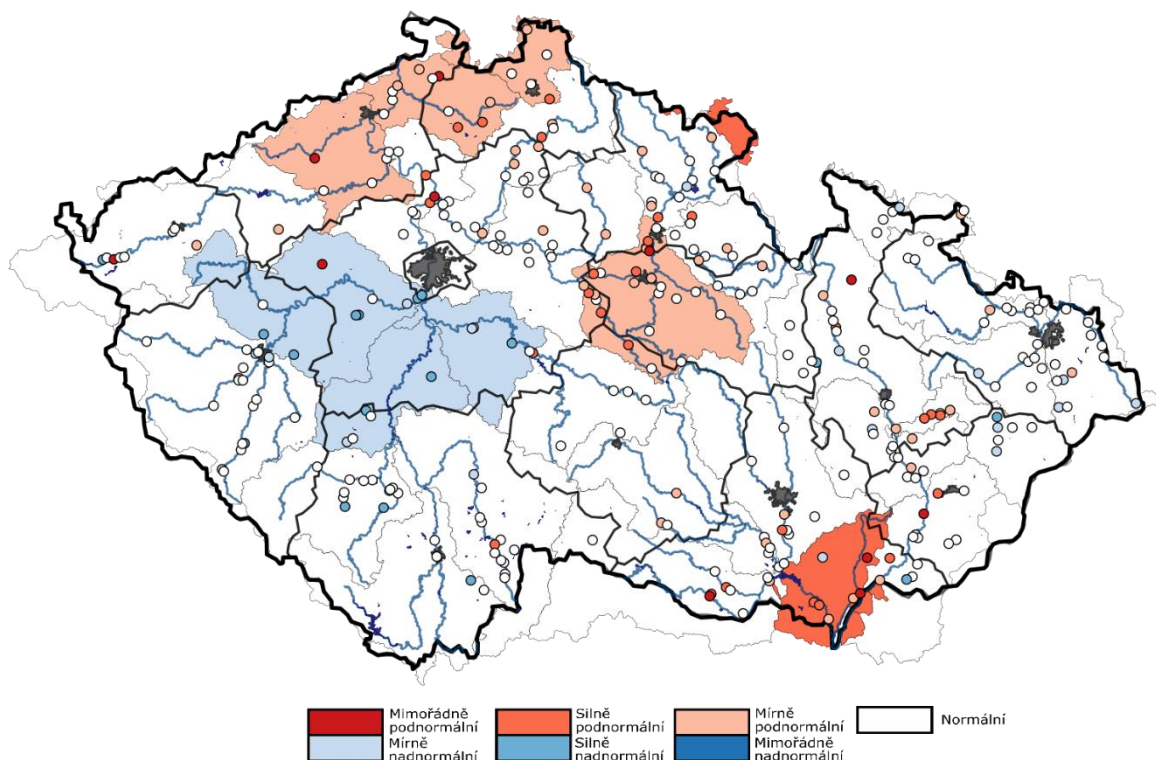 Mimořádně
podnormální
Silně
podnormální
Mírně
podnormální
Normální
Mírně
nadnormální
Silně
nadnormální
Mimořádně
nadnormální